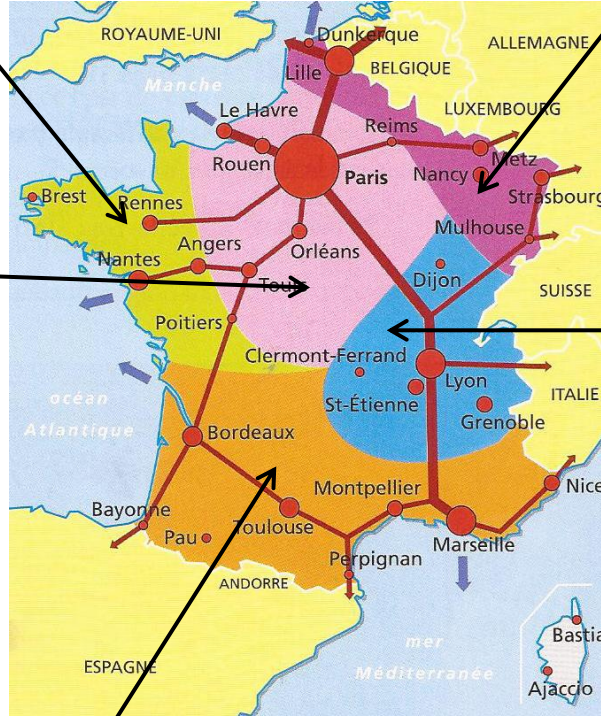 ROYAUME-UNI
Dunkerque
ALLEMAGNE
Lille
BELGIQUE
Manche
Le Havre
LUXEMBOURG
Reims
Rouen
Metz
Paris
Nancy
Brest
Rennes
Strasbourg
Mulhouse
Angers
Orléans
Nantes
Tours
Dijon
SUISSE
Poitiers
Clermont-Ferrand
Lyon
ITALIE
océan
Atlantique
St-Étienne
Grenoble
Bordeaux
Montpellier
Nice
Bayonne
Toulouse
Pau
Marseille
Perpignan
ANDORRE
mer
Méditerranée
Bastia
ESPAGNE
Ajaccio